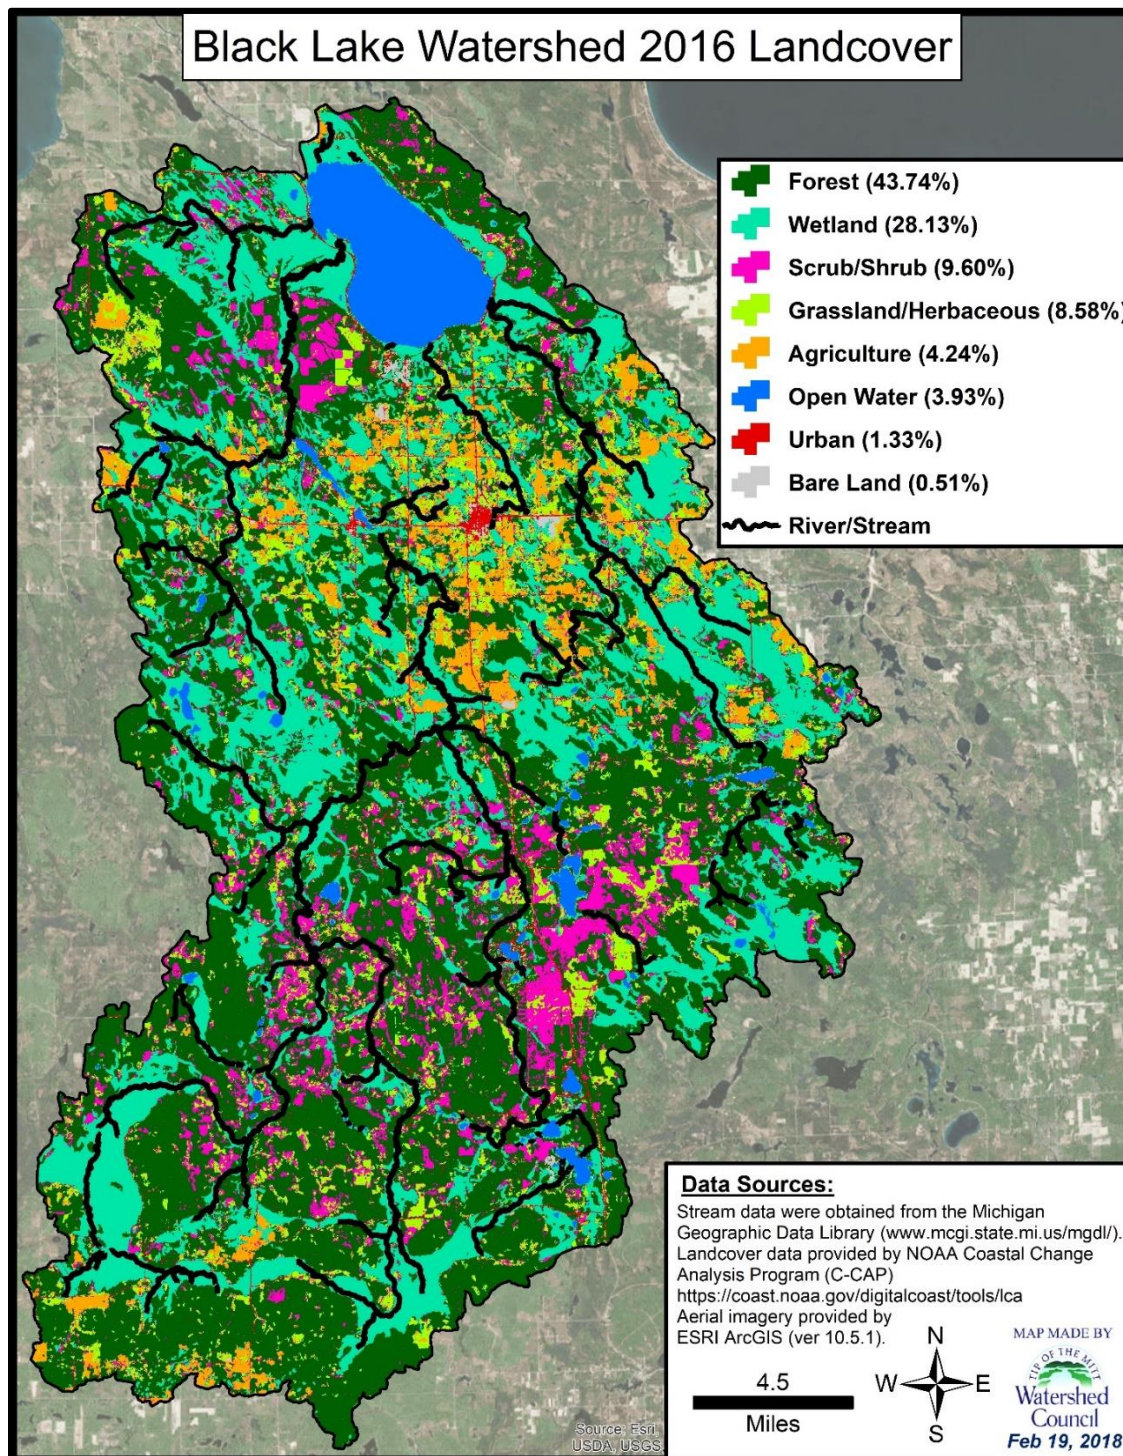 Black Lake Watershed 2016 Landcover
Forest (43.74%)
Wetland (28.13%)
Scrub/Shrub (9.60%)
Grassland/Herbaceous (8.58%)
Agriculture (4.24%)
Open Water (3.93%)
Urban (1.33%)
Bare Land (0.51%)
River/Stream
Data Sources:
Stream data were obtained from the Michigan
Geographic Data Library (www.mcgi.state.mi.us/mgdl/).
Landcover data provided by NOAA Coastal Change
Analysis Program (C-CAP)
https://coast.noaa.gov/digitalcoast/tools/lca
Aerial imagery provided by
ESRI ArcGIS (ver 10.5.1).
4.5
Miles
N
W E
S
MAP MADE BY
TIP OF THE MITT
Watershed
Council
Feb 19, 2018
Source: Esri,
USDA, USGS,